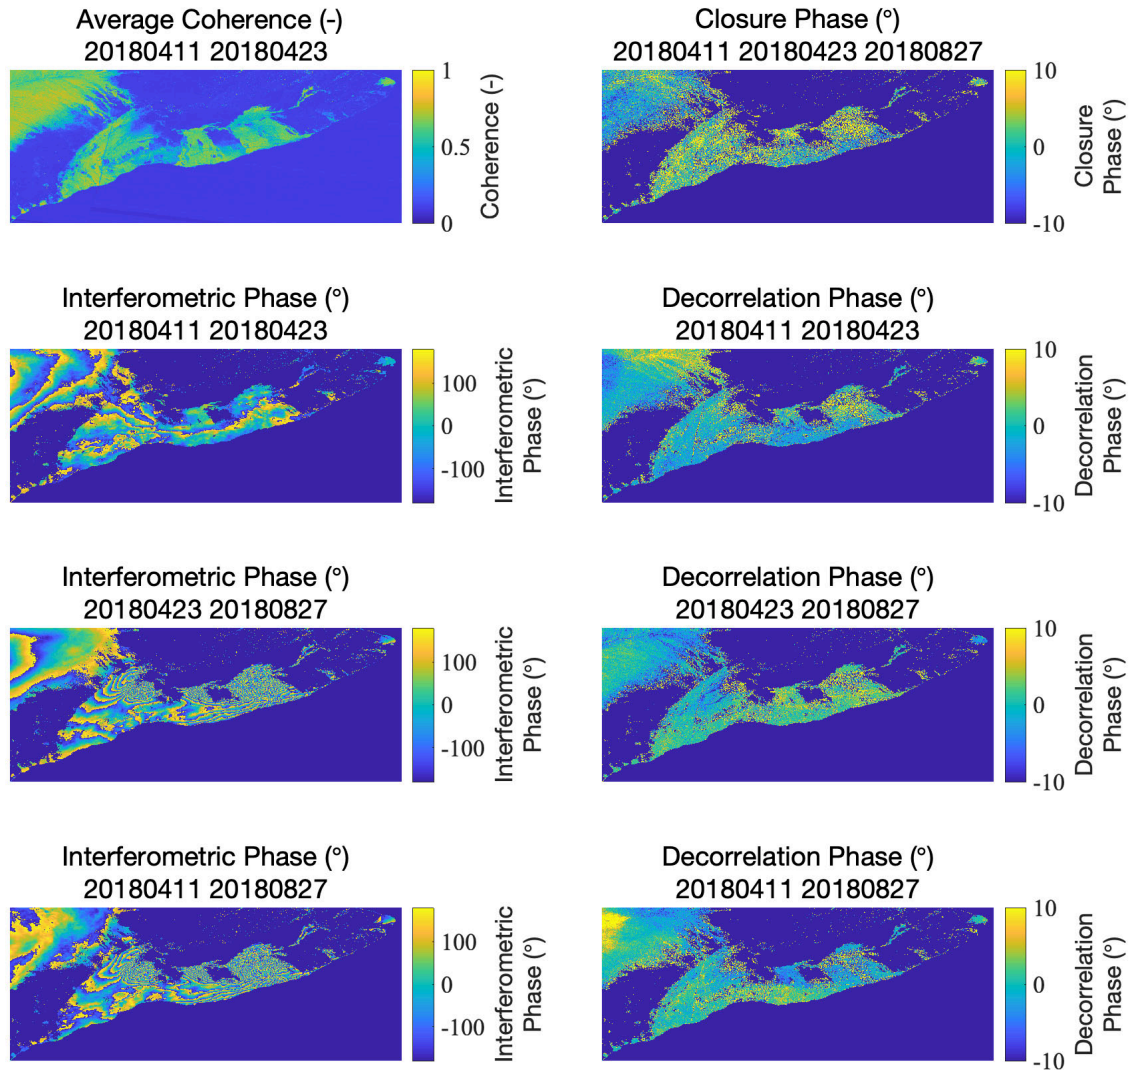 Average Coherence (-)
20180411 20180423
1
0.5
0
Coherence (-)
Closure Phase (°)
20180411 20180423 20180827
10
0
-10
Closure
Phase (°)
Interferometric Phase (°)
20180411 20180423
100
0
-100
Interferometric
Phase (°)
Decorrelation Phase (°)
20180411 20180423
10
0
-10
Decorrelation
Phase (°)
Interferometric Phase (°)
20180423 20180827
100
0
-100
Interferometric
Phase (°)
Decorrelation Phase (°)
20180423 20180827
10
0
-10
Decorrelation
Phase (°)
Interferometric Phase (°)
20180411 20180827
100
0
-100
Interferometric
Phase (°)
Decorrelation Phase (°)
20180411 20180827
10
0
-10
Decorrelation
Phase (°)